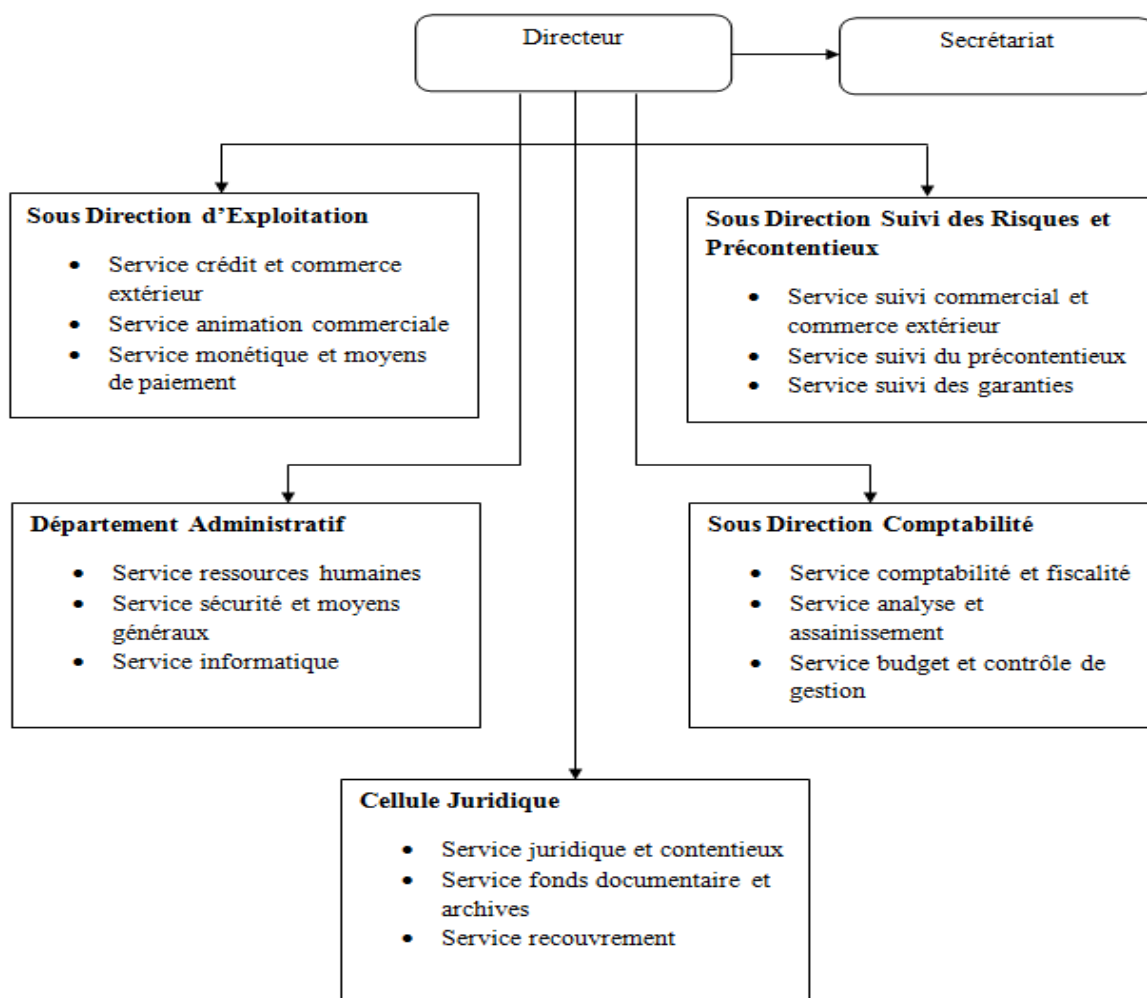 Directeur
Secrétariat
Sous Direction d’Exploitation
• Service crédit et commerce
extérieur
• Service animation commerciale
• Service monétique et moyens
de paiement
Sous Direction Suivi des Risques et
Précontentieux
• Service suivi commercial et
commerce extérieur
• Service suivi du précontentieux
• Service suivi des garanties
Département Administratif
• Service ressources humaines
• Service sécurité et moyens
généraux
• Service informatique
Sous Direction Comptabilité
• Service comptabilité et fiscalité
• Service analyse et
assainissement
• Service budget et contrôle de
gestion
Cellule Juridique
• Service juridique et contentieux
• Service fonds documentaire et
archives
• Service recouvrement